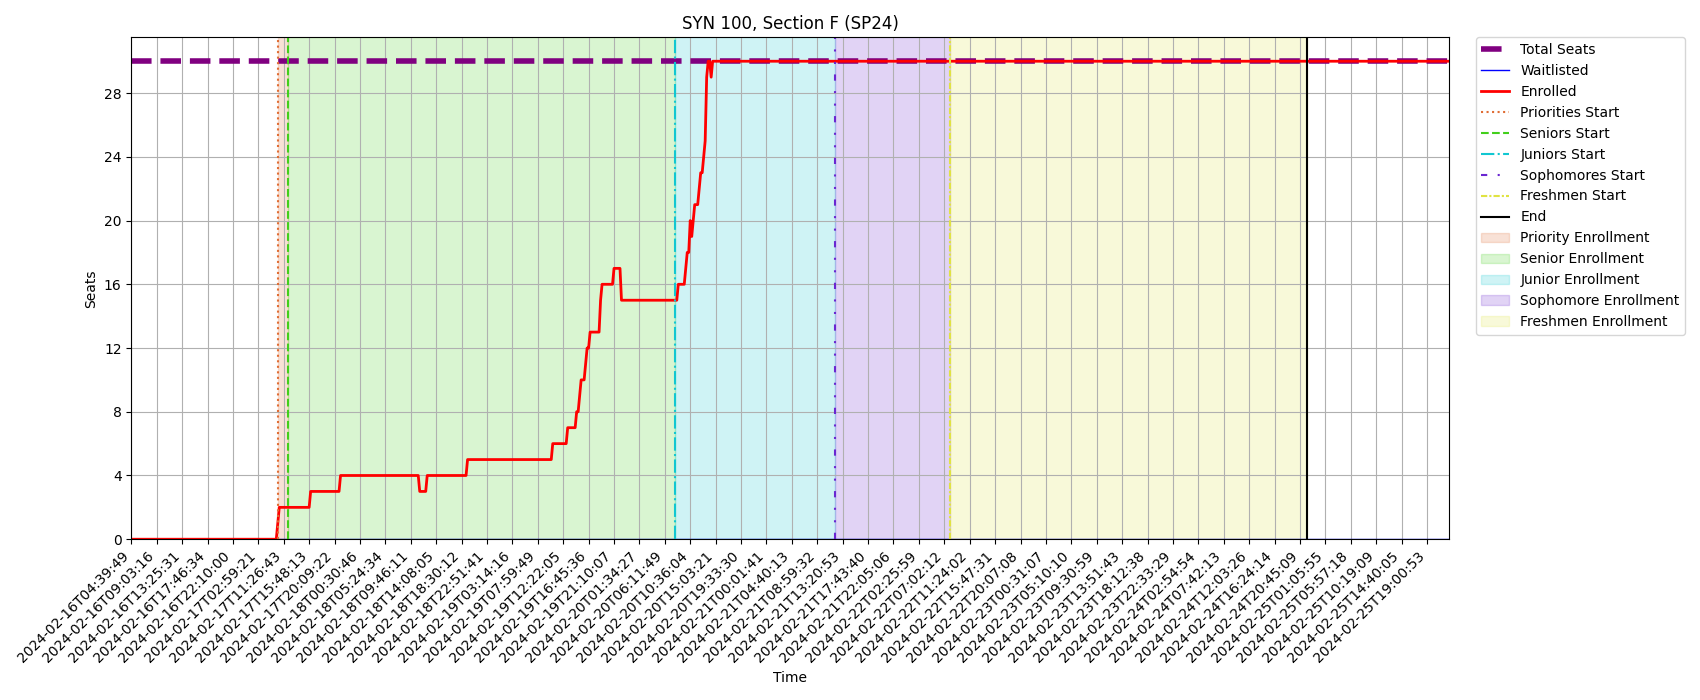 SYN 100, Section F (SP24)
Total Seats
Waitlisted
Enrolled
Priorities Start
Seniors Start
Juniors Start
Sophomores Start
Freshmen Start
End
Priority Enrollment
Senior Enrollment
Junior Enrollment
Sophomore Enrollment
Freshmen Enrollment
Seats
28
24
20
16
12
8
4
0
2024-02-16T04:39:49
2024-02-16T09:03:16
2024-02-16T13:25:31
2024-02-16T17:46:34
2024-02-16T22:10:00
2024-02-17T02:59:21
2024-02-17T11:26:43
2024-02-17T15:48:13
2024-02-17T20:09:22
2024-02-18T00:30:46
2024-02-18T05:24:34
2024-02-18T09:46:11
2024-02-18T14:08:05
2024-02-18T18:30:12
2024-02-18T22:51:41
2024-02-19T03:14:16
2024-02-19T07:59:49
2024-02-19T12:22:05
2024-02-19T16:45:36
2024-02-19T21:10:07
2024-02-20T01:34:27
2024-02-20T06:11:49
2024-02-20T10:36:04
2024-02-20T15:03:21
2024-02-20T19:33:30
2024-02-21T00:01:41
2024-02-21T04:40:13
2024-02-21T08:59:32
2024-02-21T13:20:53
2024-02-21T17:43:40
2024-02-21T22:05:06
2024-02-22T02:25:59
2024-02-22T07:02:12
2024-02-22T11:24:02
2024-02-22T15:47:31
2024-02-22T20:07:08
2024-02-23T00:31:07
2024-02-23T05:10:10
2024-02-23T09:30:59
2024-02-23T13:51:43
2024-02-23T18:12:38
2024-02-23T22:33:29
2024-02-24T02:54:54
2024-02-24T07:42:13
2024-02-24T12:03:26
2024-02-24T16:24:14
2024-02-24T20:45:09
2024-02-25T01:05:55
2024-02-25T05:57:18
2024-02-25T10:19:09
2024-02-25T14:40:05
2024-02-25T19:00:53
Time